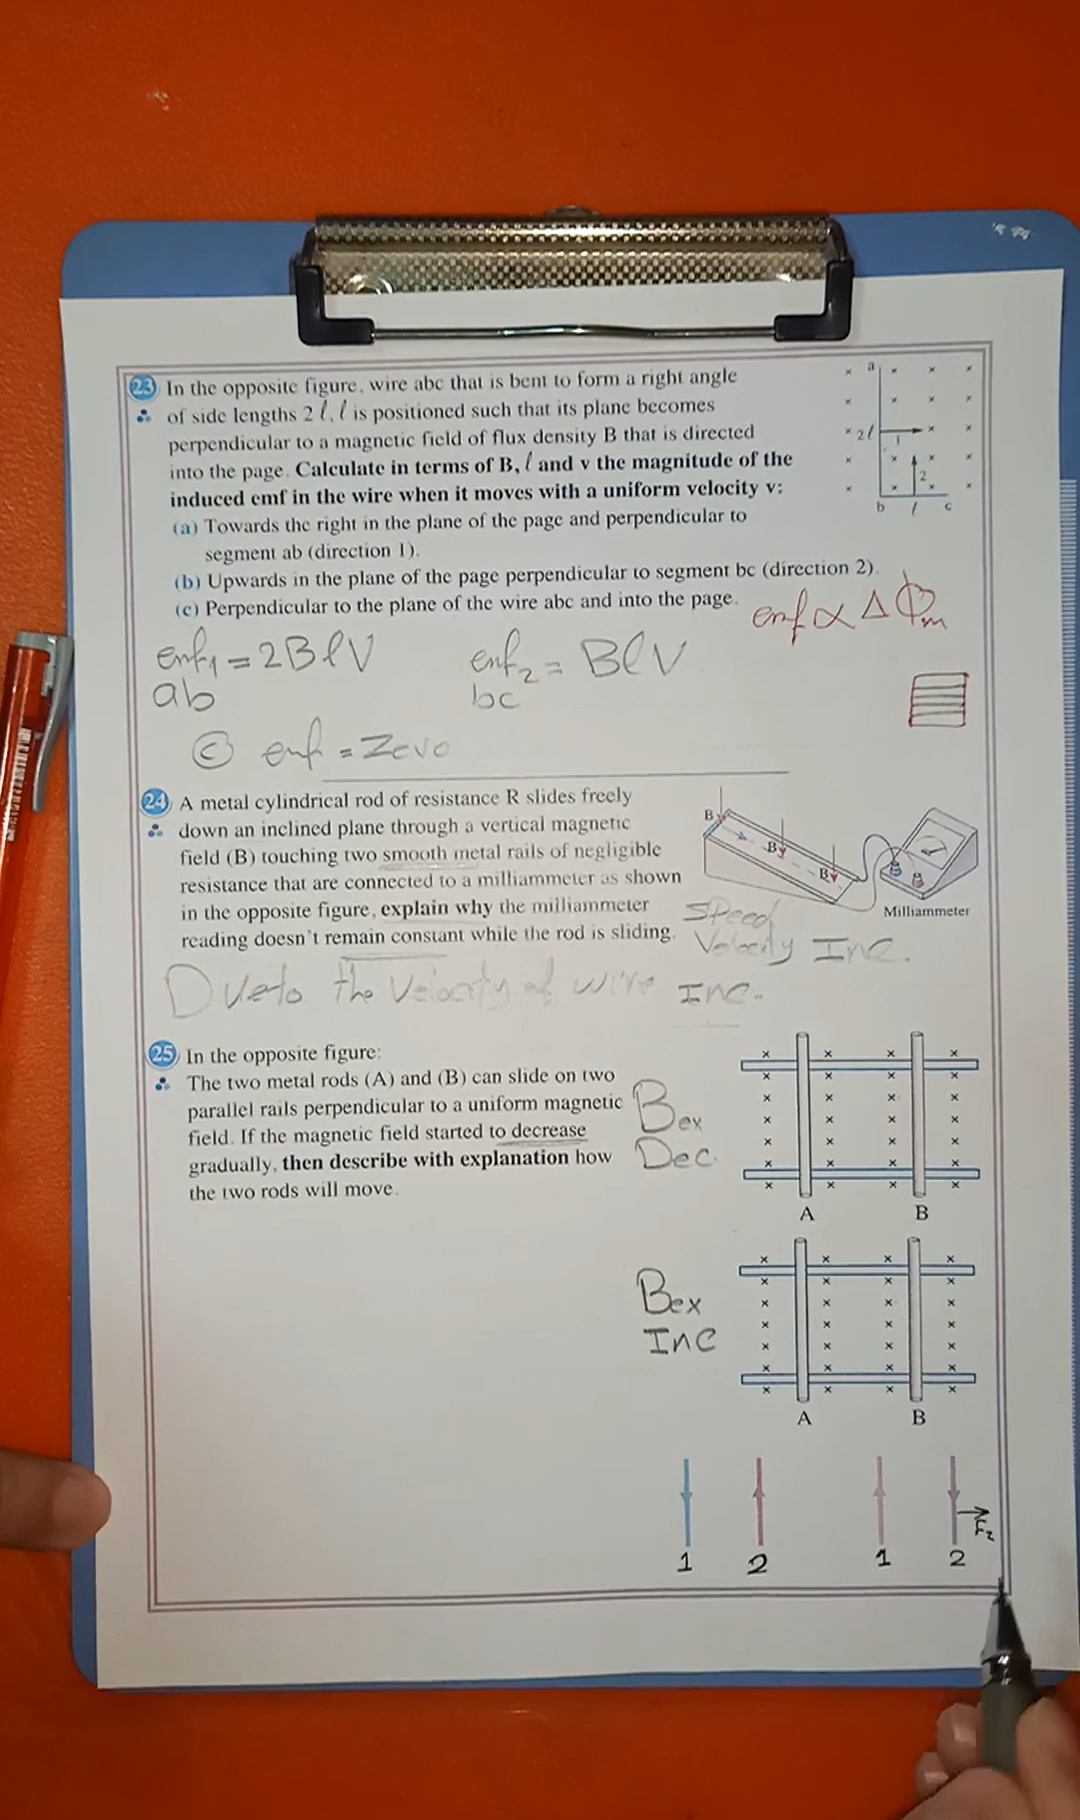 23 In the opposite figure, wire abc that is bent to form a right angle
of side lengths 2 ℓ, ℓ is positioned such that its plane becomes
perpendicular to a magnetic field of flux density B that is directed
into the page. Calculate in terms of B, ℓ and v the magnitude of the
induced emf in the wire when it moves with a uniform velocity v:
(a) Towards the right in the plane of the page and perpendicular to
segment ab (direction 1).
(b) Upwards in the plane of the page perpendicular to segment bc (direction 2).
(c) Perpendicular to the plane of the wire abc and into the page.
a
2ℓ
1
2
b ℓ c
emf α Δ Φm
emf1 = 2BℓV
ab
emf2 = BℓV
bc
c emf = Zero
24 A metal cylindrical rod of resistance R slides freely
down an inclined plane through a vertical magnetic
field (B) touching two smooth metal rails of negligible
resistance that are connected to a milliammeter as shown
in the opposite figure, explain why the milliammeter
reading doesn't remain constant while the rod is sliding.
B
B
B
Milliammeter
Speed
Velocity Inc.
Due to the Velocity of wire Inc.
25 In the opposite figure:
The two metal rods (A) and (B) can slide on two
parallel rails perpendicular to a uniform magnetic
field. If the magnetic field started to decrease
gradually, then describe with explanation how
the two rods will move.
Bex
Dec.
A B
Bex
Inc
A B
1 2 1 2